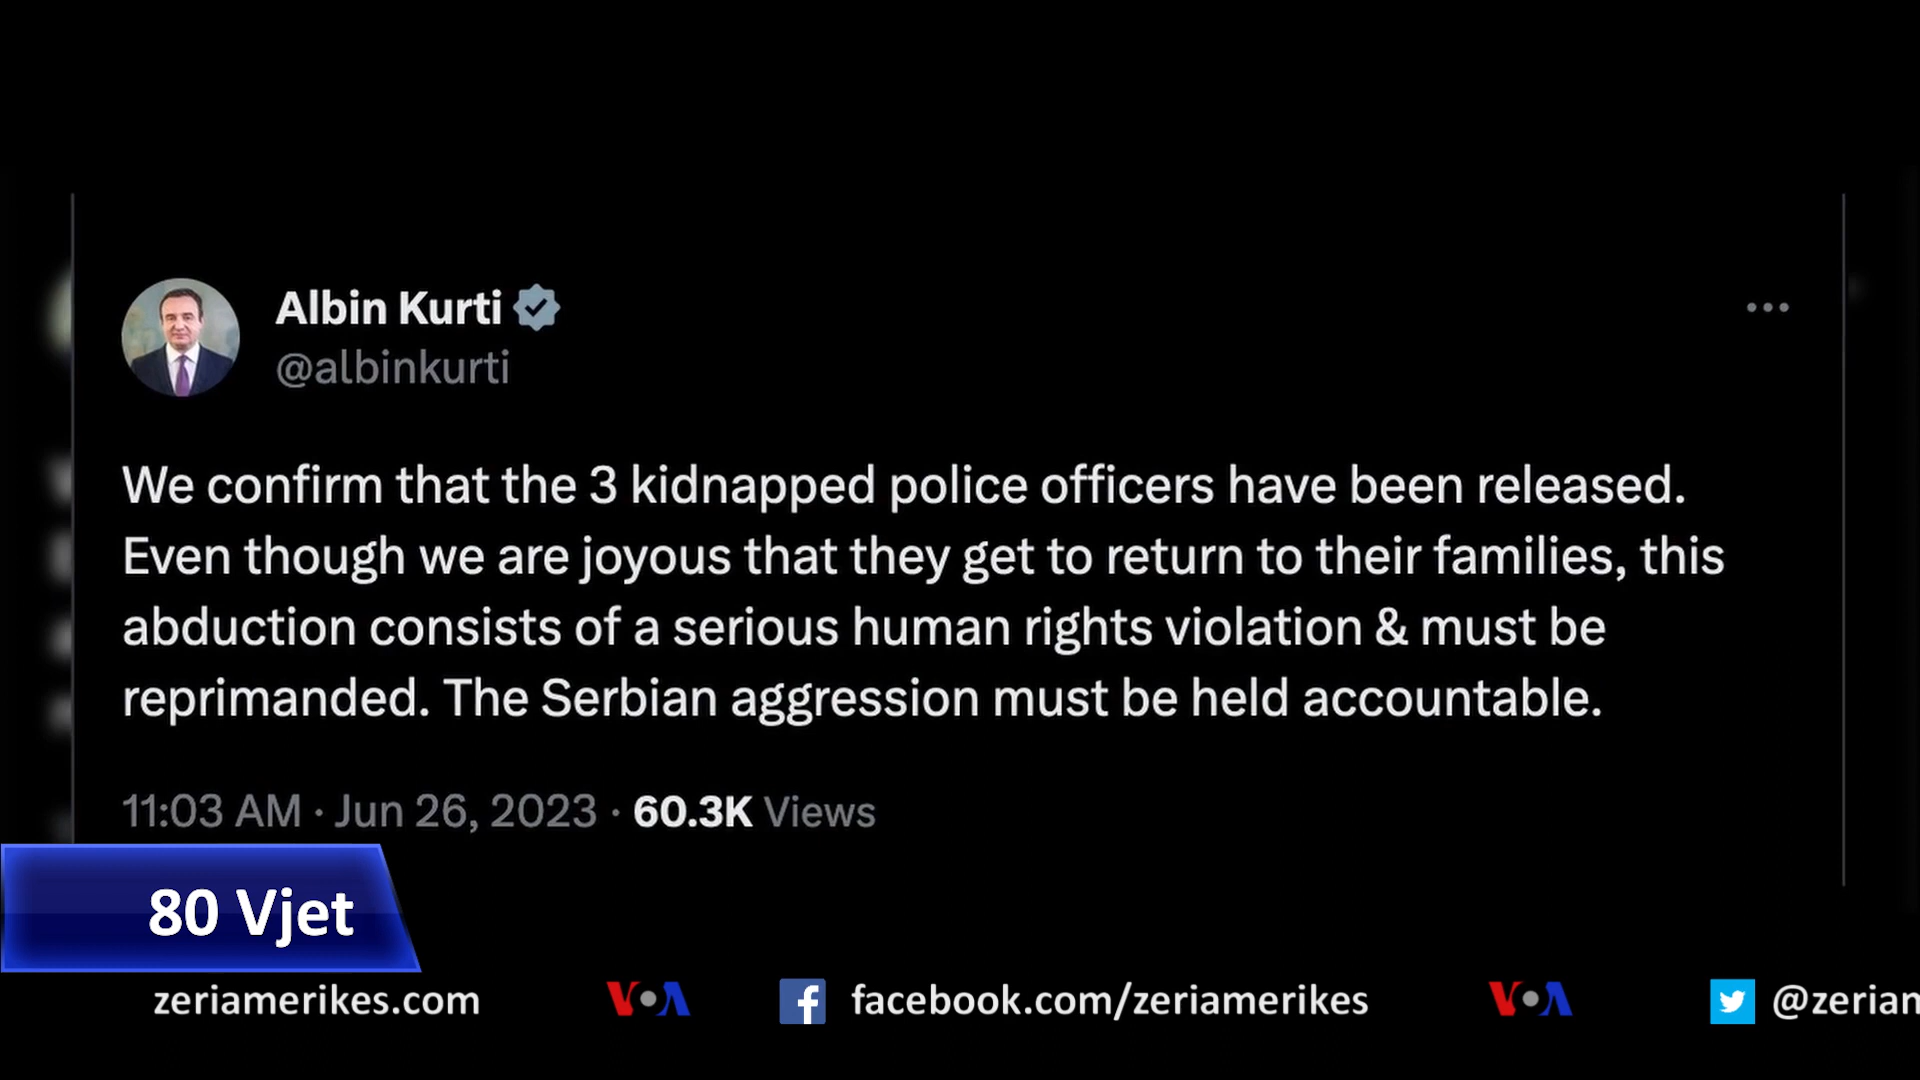 Albin Kurti
@albinkurti
We confirm that the 3 kidnapped police officers have been released.
Even though we are joyous that they get to return to their families, this
abduction consists of a serious human rights violation & must be
reprimanded. The Serbian aggression must be held accountable.
11:03 AM · Jun 26, 2023 · 60.3K Views
80 Vjet
zeriamerikes.com VOA facebook.com/zeriamerikes VOA @zerian